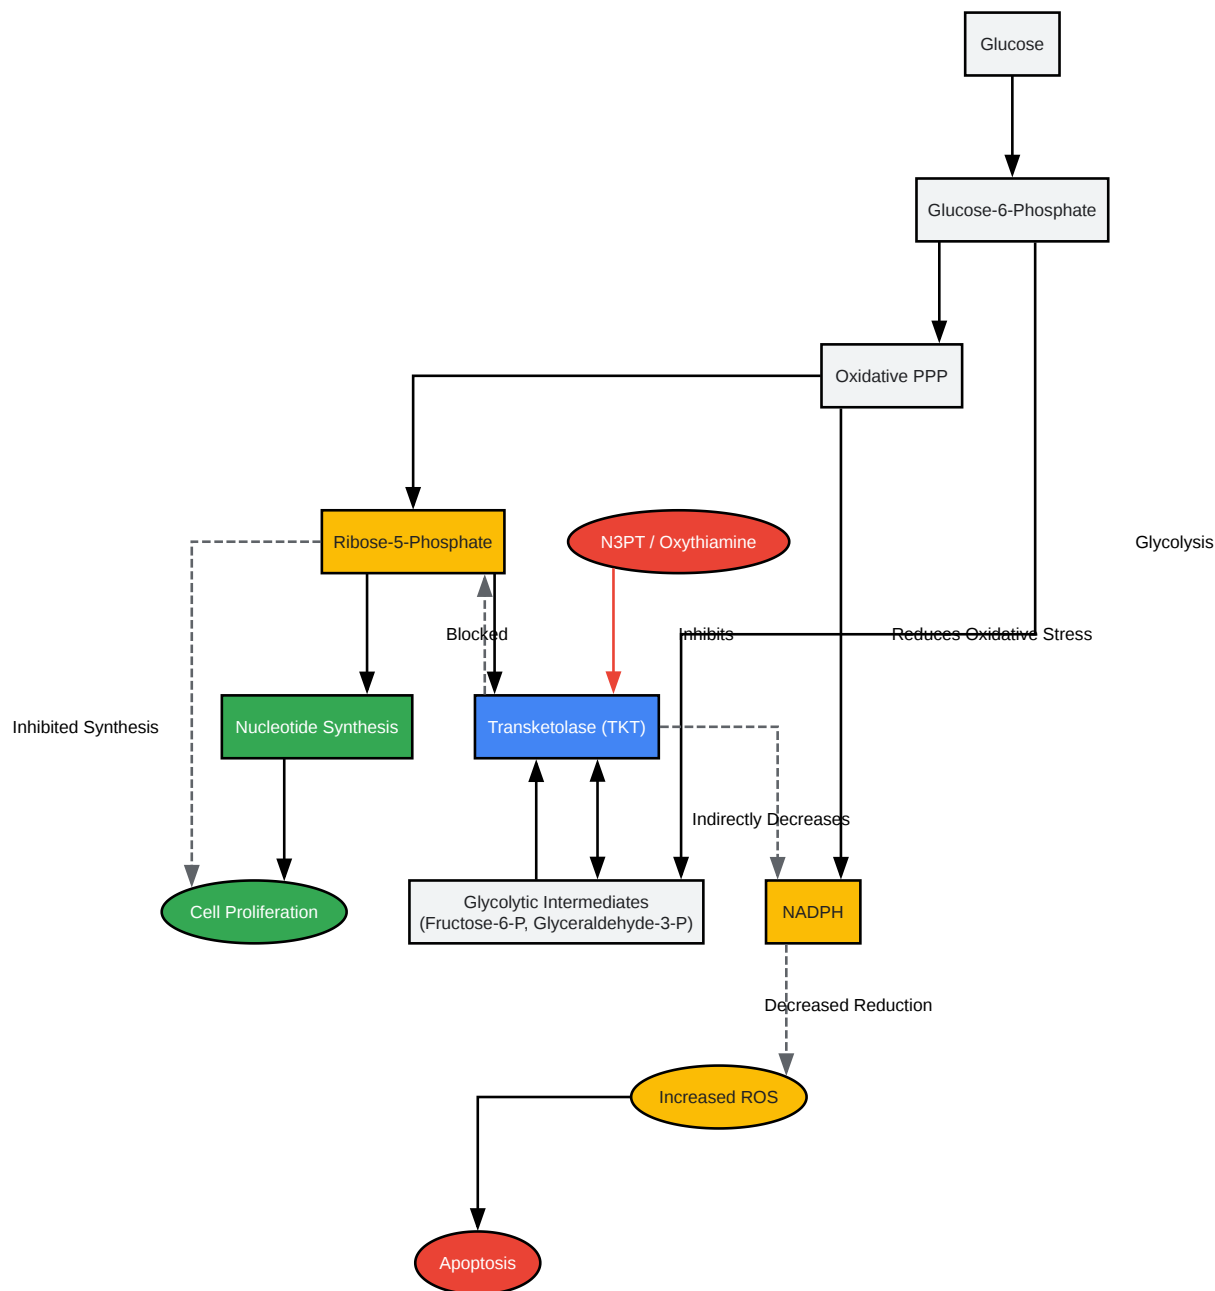 Glucose
Glucose-6-Phosphate
Oxidative PPP
Ribose-5-Phosphate
N3PT / Oxythiamine
Glycolysis
Blocked
Inhibits
Reduces Oxidative Stress
Inhibited Synthesis
Nucleotide Synthesis
Transketolase (TKT)
Indirectly Decreases
Cell Proliferation
Glycolytic Intermediates
(Fructose-6-P, Glyceraldehyde-3-P)
NADPH
Decreased Reduction
Increased ROS
Apoptosis